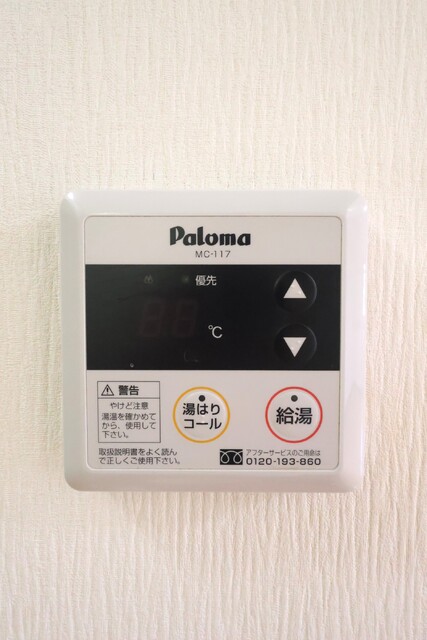 Paloma
MC-117
優先
℃
警告
やけど注意
湯温を確かめて
から、使用して
下さい。
取扱説明書をよく読ん
で正しくご使用下さい。
湯はり
コール
給湯
アフターサービスのご用命は
0120-193-860